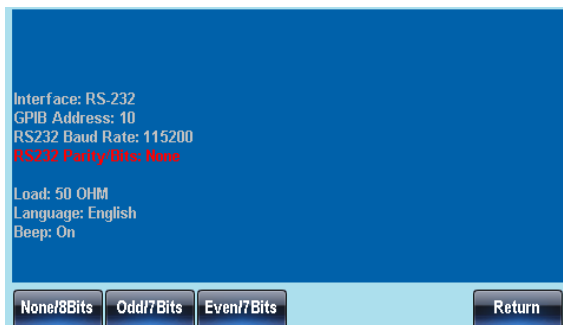 Interface: RS-232
GPIB Address: 10
RS232 Baud Rate: 115200
RS232 Parity/Bits: None
Load: 50 OHM
Language: English
Beep: On
None/8Bits Odd/7Bits Even/7Bits Return